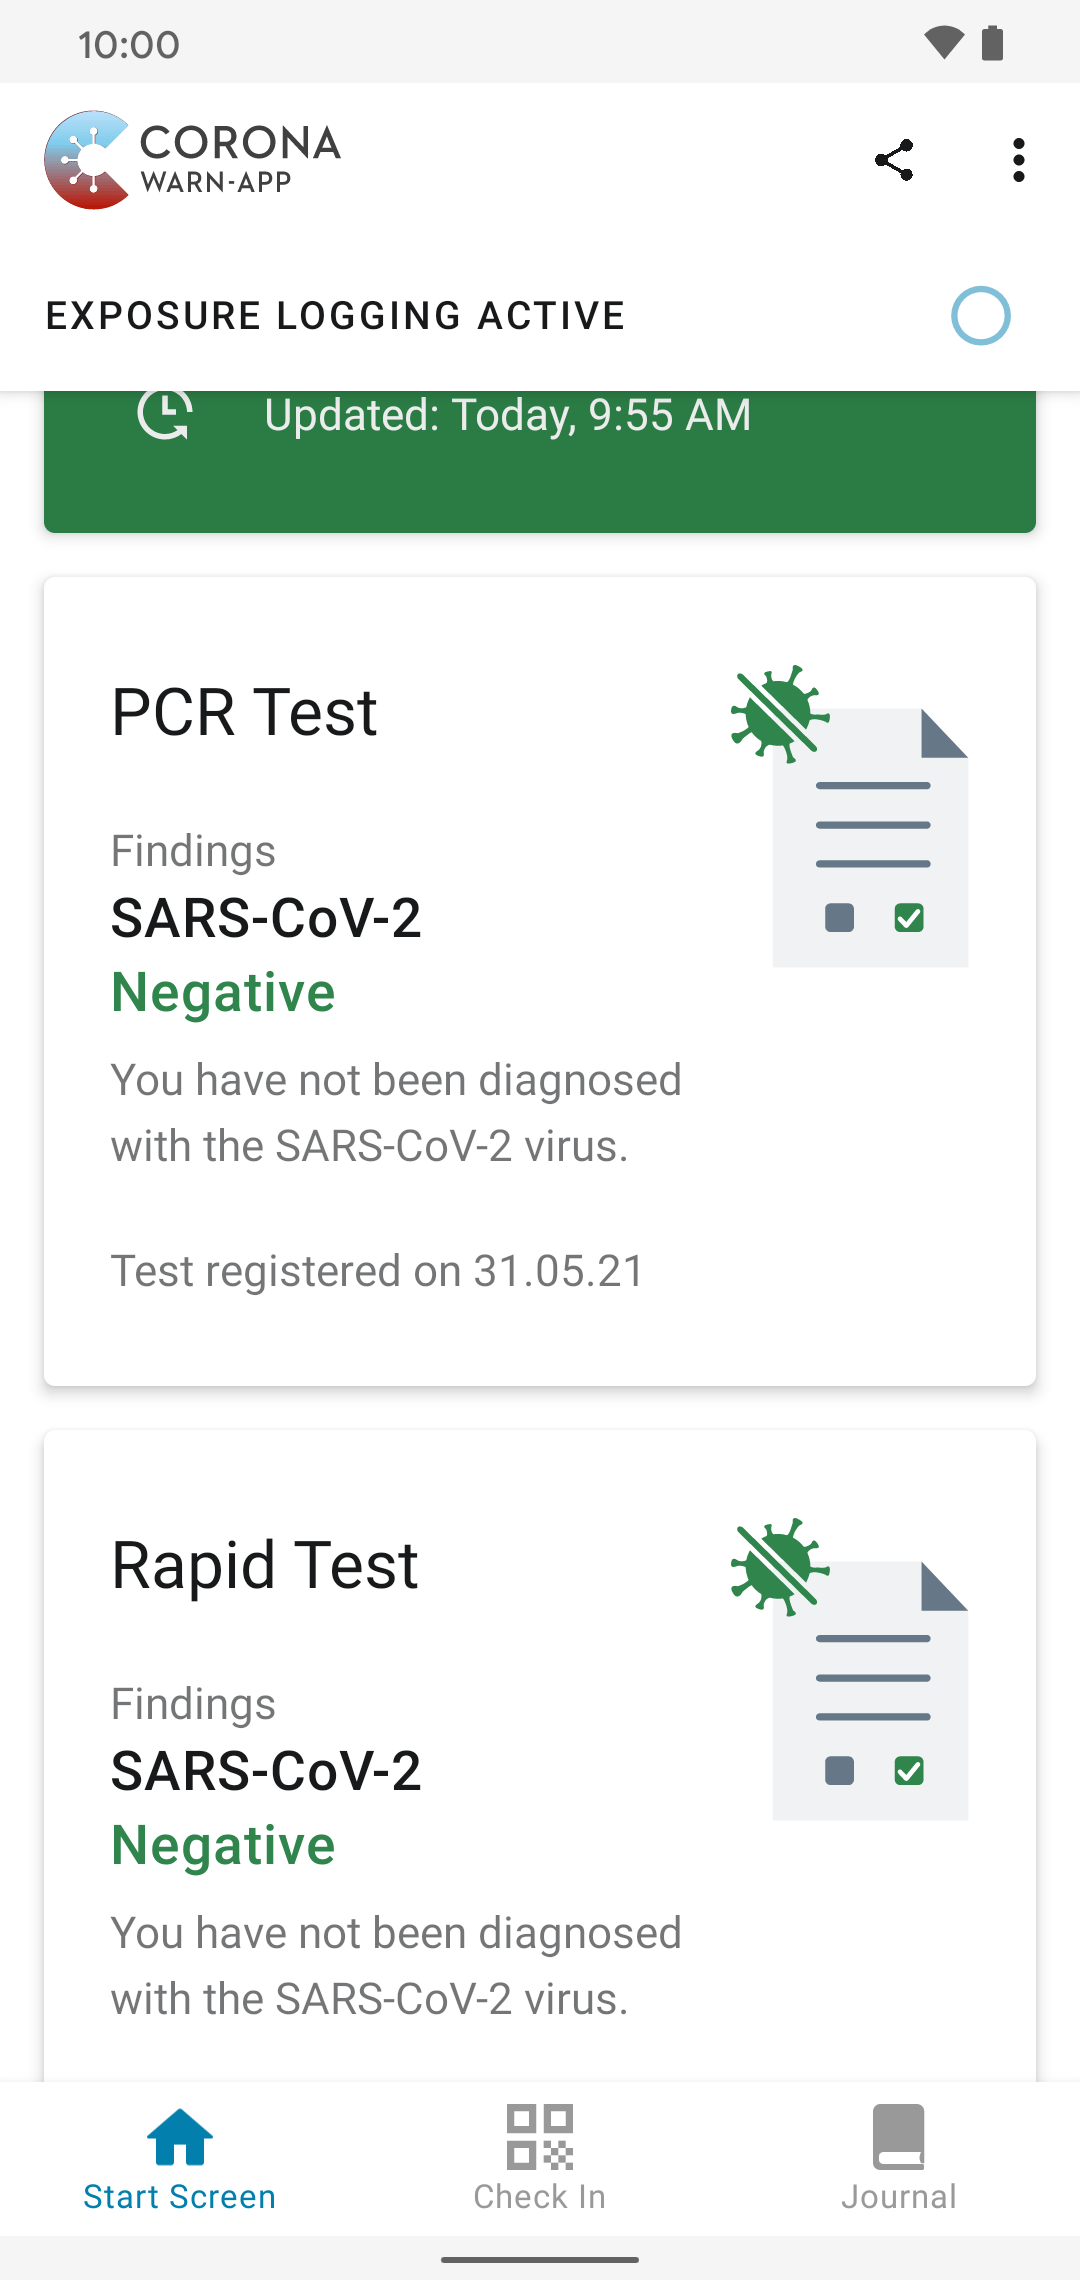 10:00
CORONA
WARN-APP
EXPOSURE LOGGING ACTIVE
Updated: Today, 9:55 AM
PCR Test
Findings
SARS-CoV-2
Negative
You have not been diagnosed
with the SARS-CoV-2 virus.
Test registered on 31.05.21
Rapid Test
Findings
SARS-CoV-2
Negative
You have not been diagnosed
with the SARS-CoV-2 virus.
Start Screen
Check In
Journal